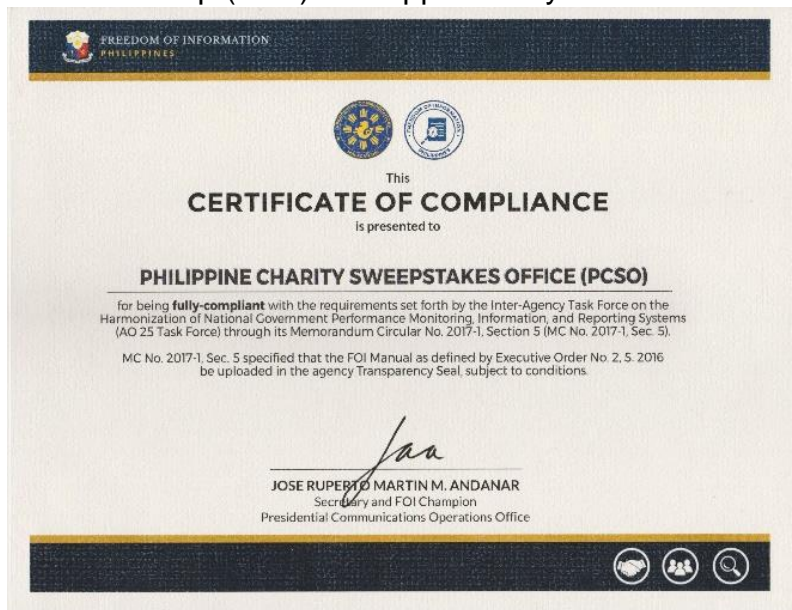 FREEDOM OF INFORMATION
PHILIPPINES
This
CERTIFICATE OF COMPLIANCE
is presented to
PHILIPPINE CHARITY SWEEPSTAKES OFFICE (PCSO)
for being fully-compliant with the requirements set forth by the Inter-Agency Task Force on the
Harmonization of National Government Performance Monitoring, Information, and Reporting Systems
(AO 25 Task Force) through its Memorandum Circular No. 2017-1, Section 5 (MC No. 2017-1, Sec. 5).
MC No. 2017-1, Sec. 5 specified that the FOI Manual as defined by Executive Order No. 2, S. 2016
be uploaded in the agency Transparency Seal, subject to conditions.
JOSE RUPERTO MARTIN M. ANDANAR
Secretary and FOI Champion
Presidential Communications Operations Office